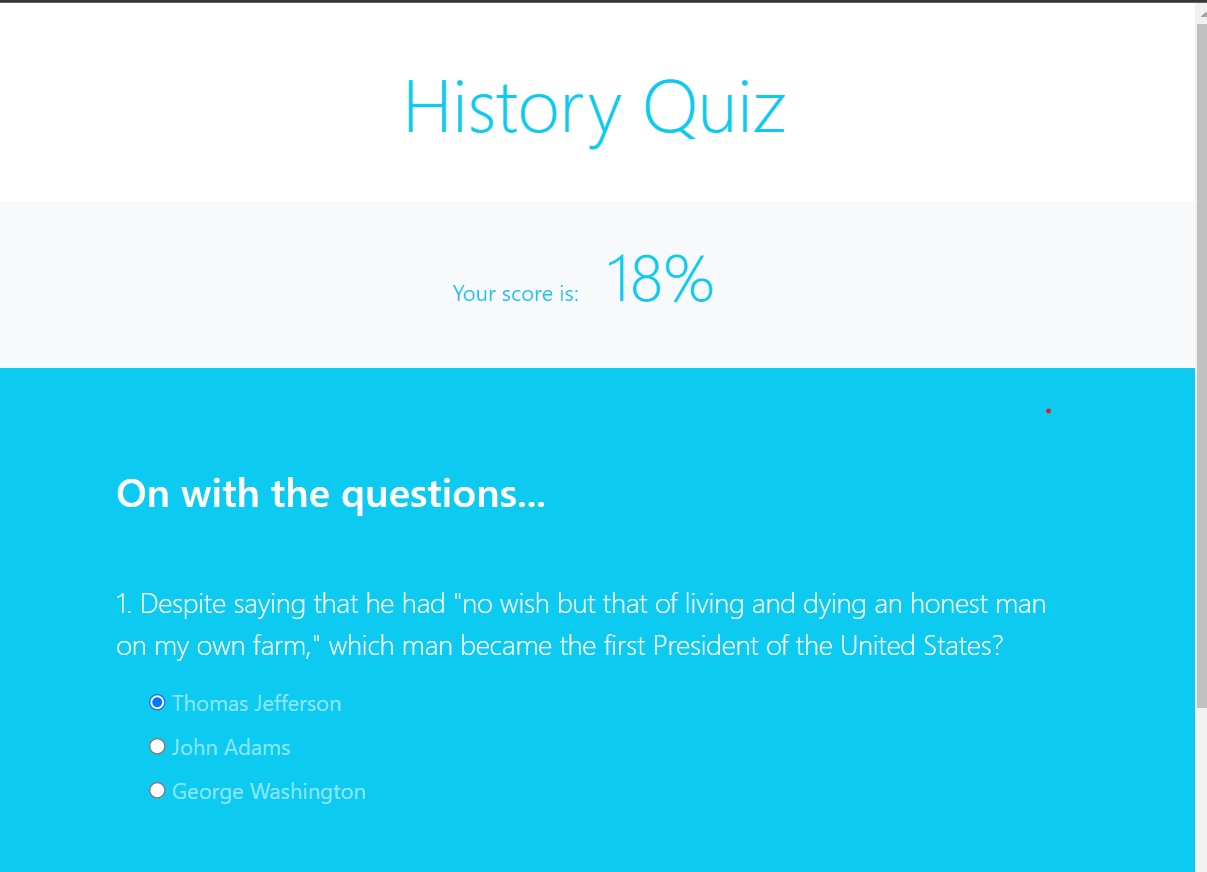 History Quiz
Your score is: 18%
On with the questions...
1. Despite saying that he had "no wish but that of living and dying an honest man
on my own farm," which man became the first President of the United States?
Thomas Jefferson
John Adams
George Washington